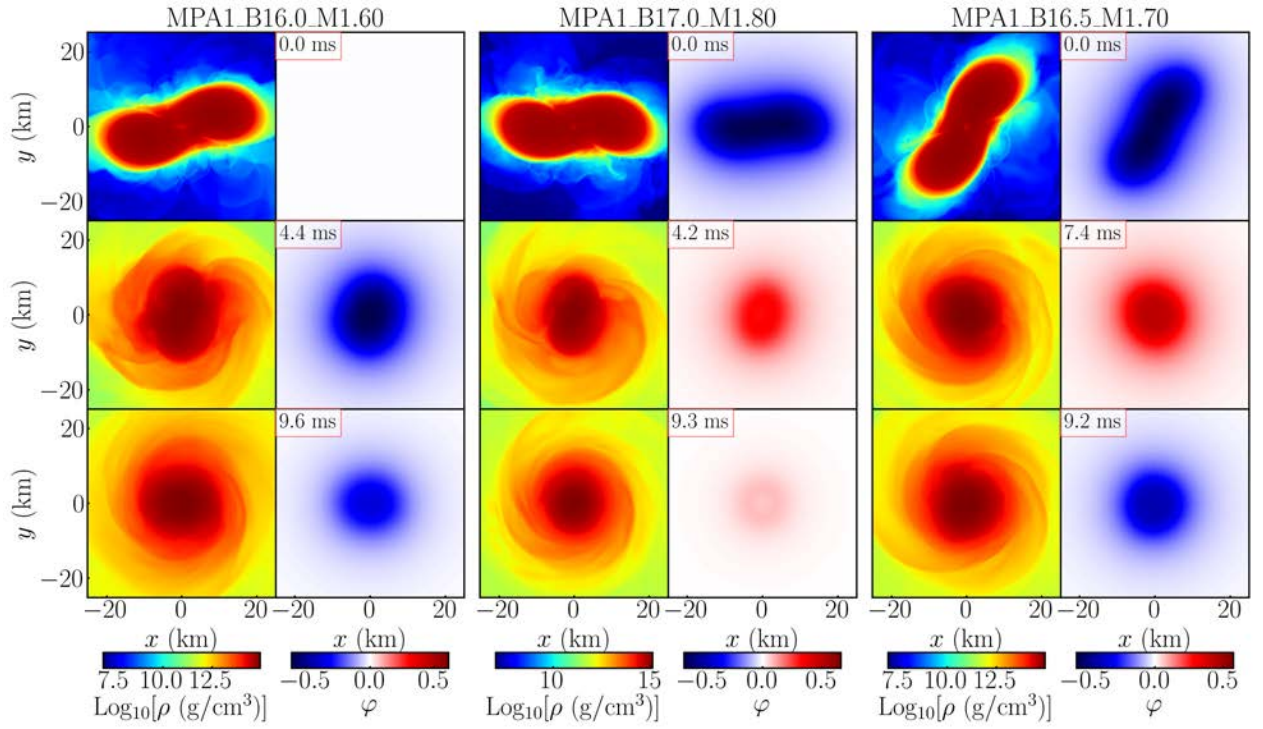 MPA1_B16.0_M1.60 MPA1_B17.0_M1.80 MPA1_B16.5_M1.70
20 0.0 ms 0.0 ms 0.0 ms
y (km) 0
−20
20 4.4 ms 4.2 ms 7.4 ms
y (km) 0
−20
20 9.6 ms 9.3 ms 9.2 ms
y (km) 0
−20
−20 0 20 −20 0 20 −20 0 20 −20 0 20 −20 0 20 −20 0 20
x (km) x (km) x (km) x (km) x (km) x (km)
7.5 10.0 12.5 −0.5 0.0 0.5 10 15 −0.5 0.0 0.5 7.5 10.0 12.5 −0.5 0.0 0.5
Log₁₀[ρ (g/cm³)] φ Log₁₀[ρ (g/cm³)] φ Log₁₀[ρ (g/cm³)] φ